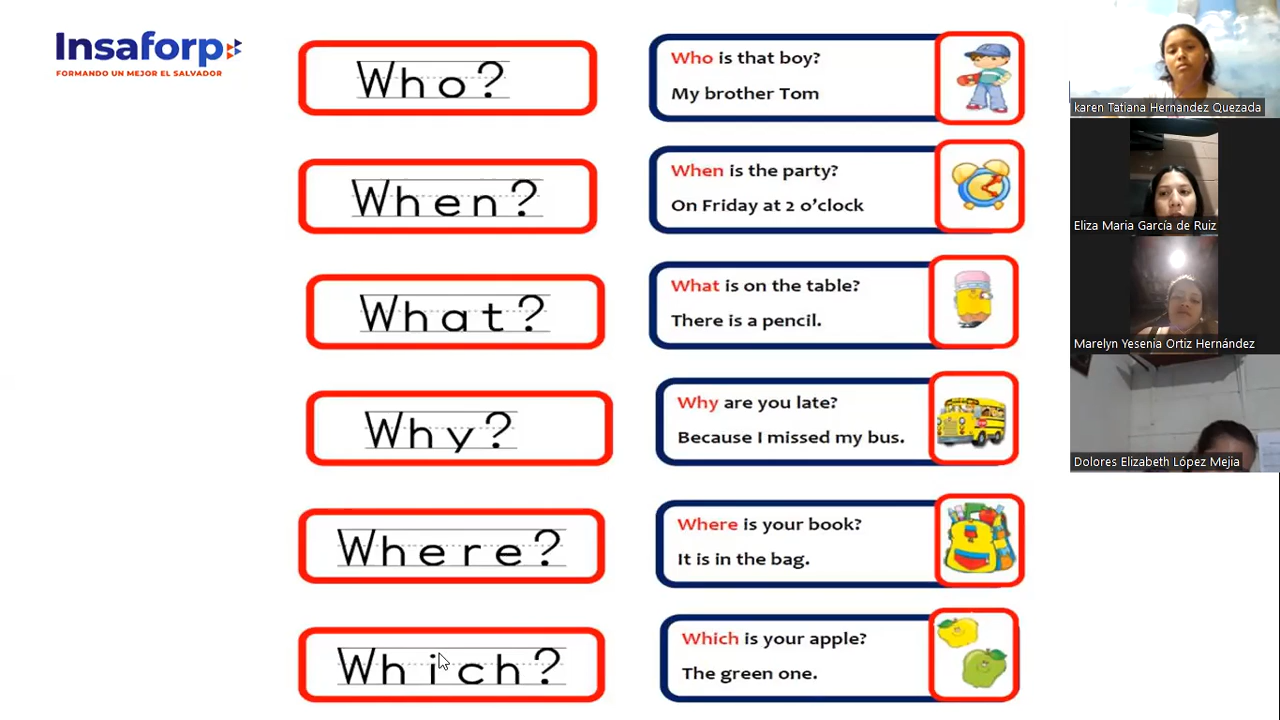 Insaforp
FORMANDO UN MEJOR EL SALVADOR
Who?
Who is that boy?
My brother Tom
When?
When is the party?
On Friday at 2 o'clock
What?
What is on the table?
There is a pencil.
Why?
Why are you late?
Because I missed my bus.
Where?
Where is your book?
It is in the bag.
Which?
Which is your apple?
The green one.
karen Tatiana Hernandez Quezada
Eliza Maria García de Ruiz
Marelyn Yesenia Ortiz Hernández
Dolores Elizabeth López Mejia